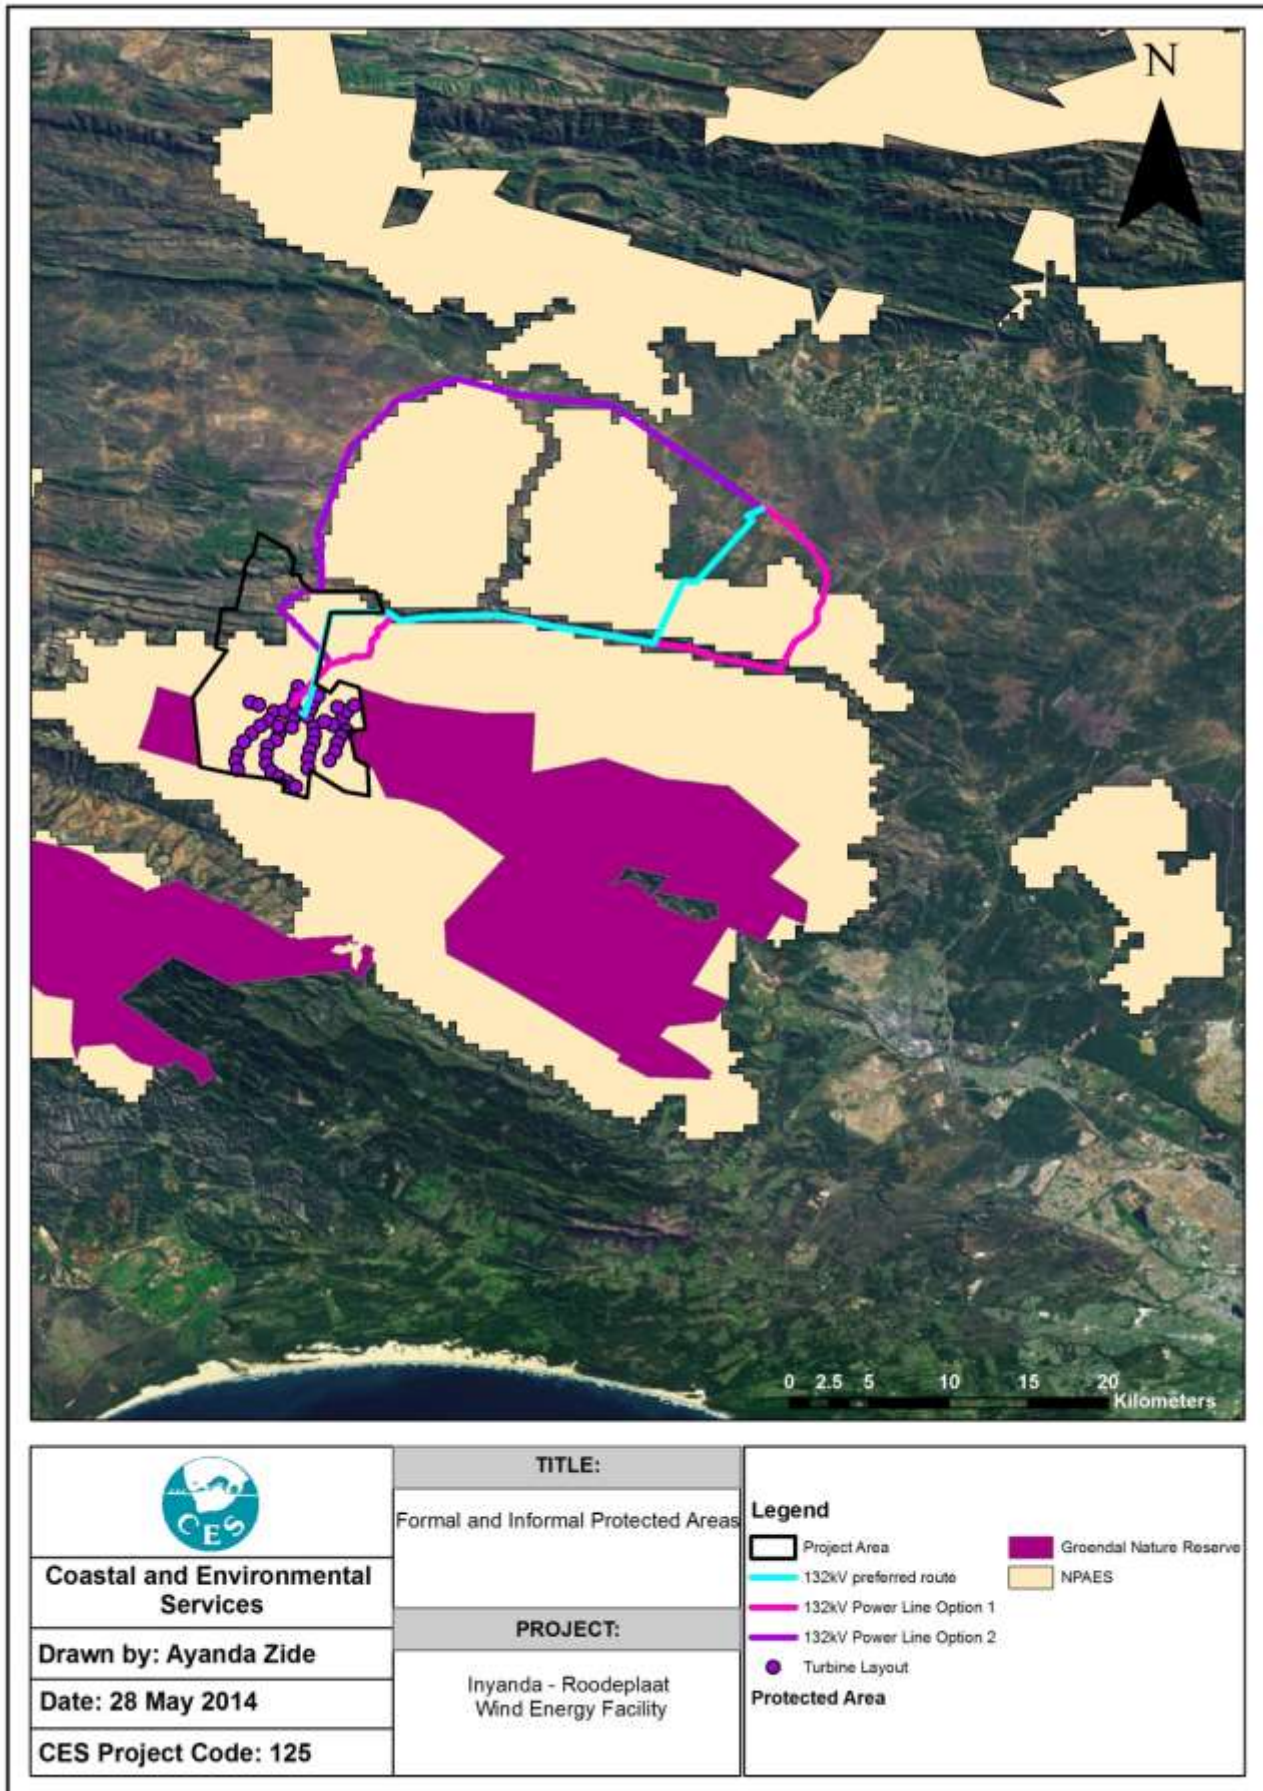 N
0 2.5 5 10 15 20
Kilometers
CES
Coastal and Environmental
Services
Drawn by: Ayanda Zide
Date: 28 May 2014
CES Project Code: 125
TITLE:
Formal and Informal Protected Areas
PROJECT:
Inyanda - Roodeplaat
Wind Energy Facility
Legend
Project Area
132kV preferred route
132kV Power Line Option 1
132kV Power Line Option 2
Turbine Layout
Protected Area
Groendal Nature Reserve
NPAES